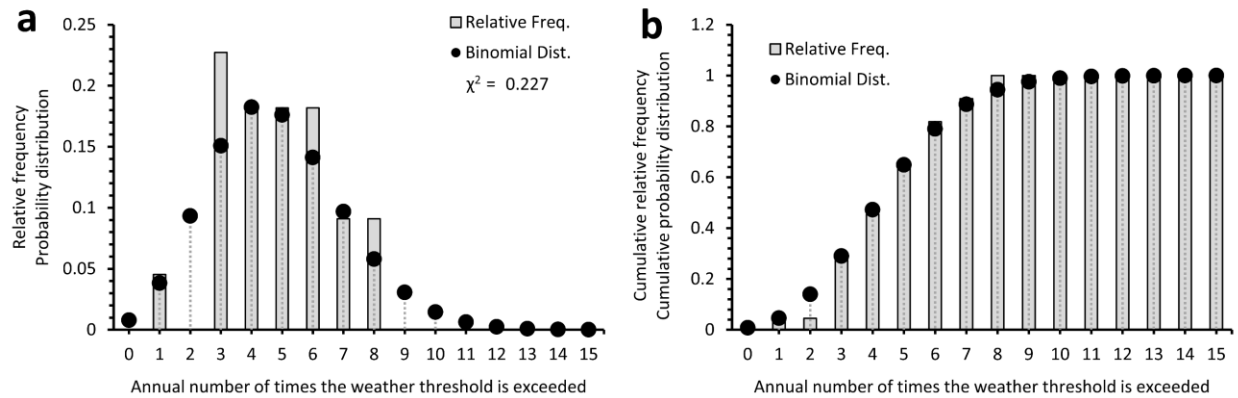 a
0.25
0.2
0.15
0.1
0.05
0
Relative frequency
Probability distribution
Relative Freq.
Binomial Dist.
χ² = 0.227
0 1 2 3 4 5 6 7 8 9 10 11 12 13 14 15
Annual number of times the weather threshold is exceeded
b
1.2
1
0.8
0.6
0.4
0.2
0
Cumulative relative frequency
Cumulative probability distribution
Relative Freq.
Binomial Dist.
0 1 2 3 4 5 6 7 8 9 10 11 12 13 14 15
Annual number of times the weather threshold is exceeded